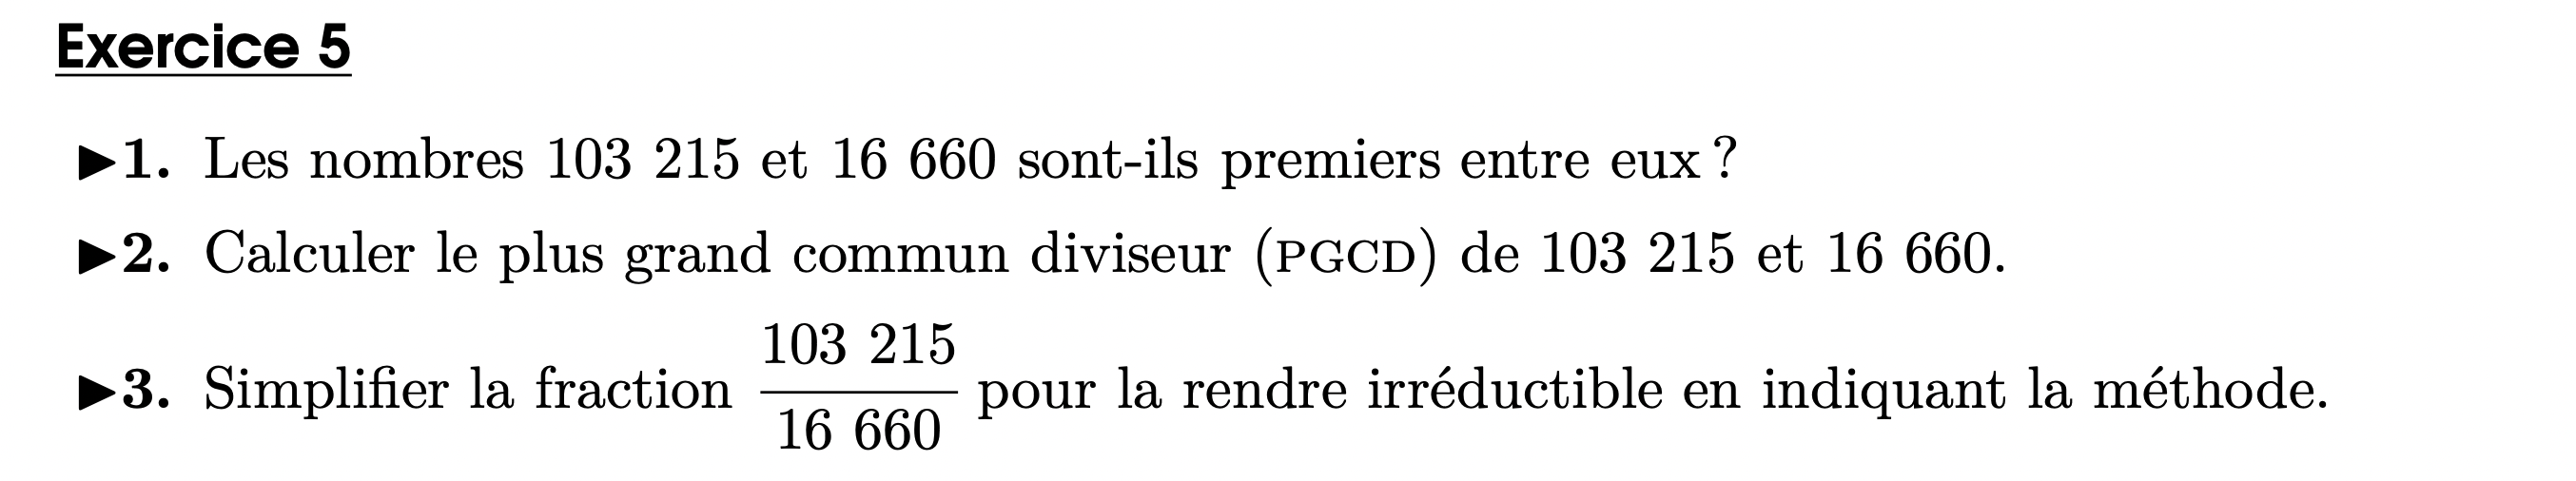 Exercice 5
►1. Les nombres 103 215 et 16 660 sont-ils premiers entre eux ?
►2. Calculer le plus grand commun diviseur (PGCD) de 103 215 et 16 660.
►3. Simplifier la fraction 103 215 / 16 660 pour la rendre irréductible en indiquant la méthode.